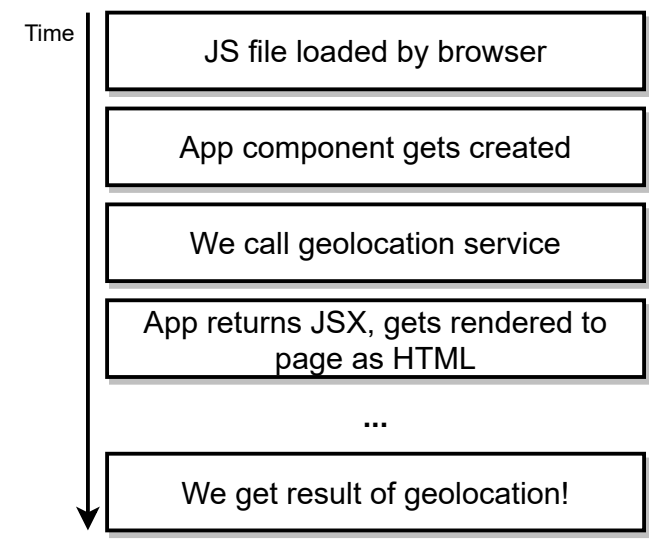 Time
JS file loaded by browser
App component gets created
We call geolocation service
App returns JSX, gets rendered to
page as HTML
...
We get result of geolocation!